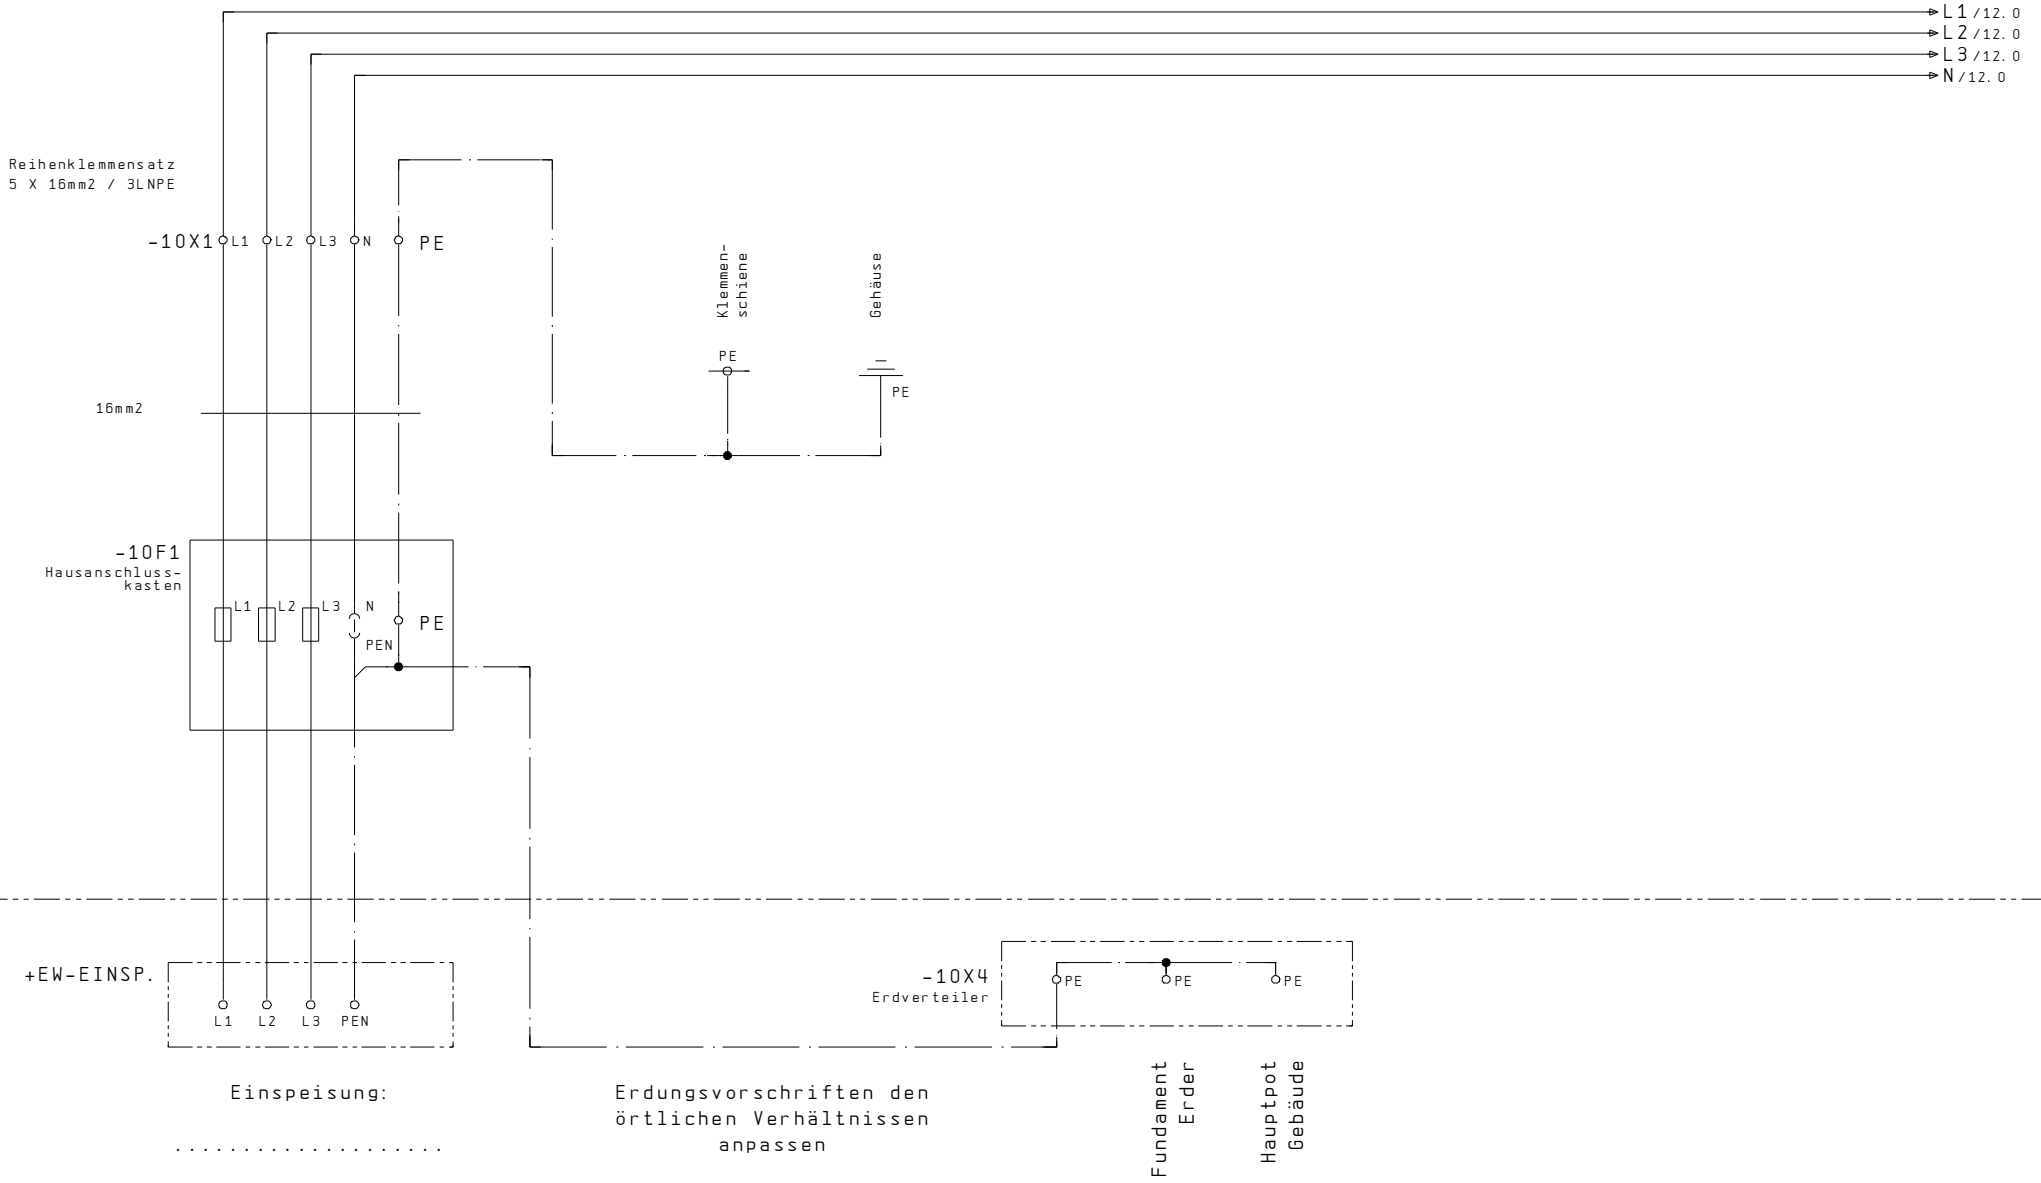 L1/12.0
L2/12.0
L3/12.0
N/12.0
Reihenklemmensatz
5 X 16mm2 / 3LNPE
-10X1 L1 L2 L3 N PE
Klemmen-
schiene
Gehäuse
PE
PE
16mm2
-10F1
Hausanschluss-
kasten
L1 L2 L3 N
PE
PEN
+EW-EINSP.
L1 L2 L3 PEN
-10X4
Erdverteiler
PE PE PE
Einspeisung:
....................
Erdungsvorschriften den
örtlichen Verhältnissen
anpassen
Fundament
Erder
Hauptpot
Gebäude